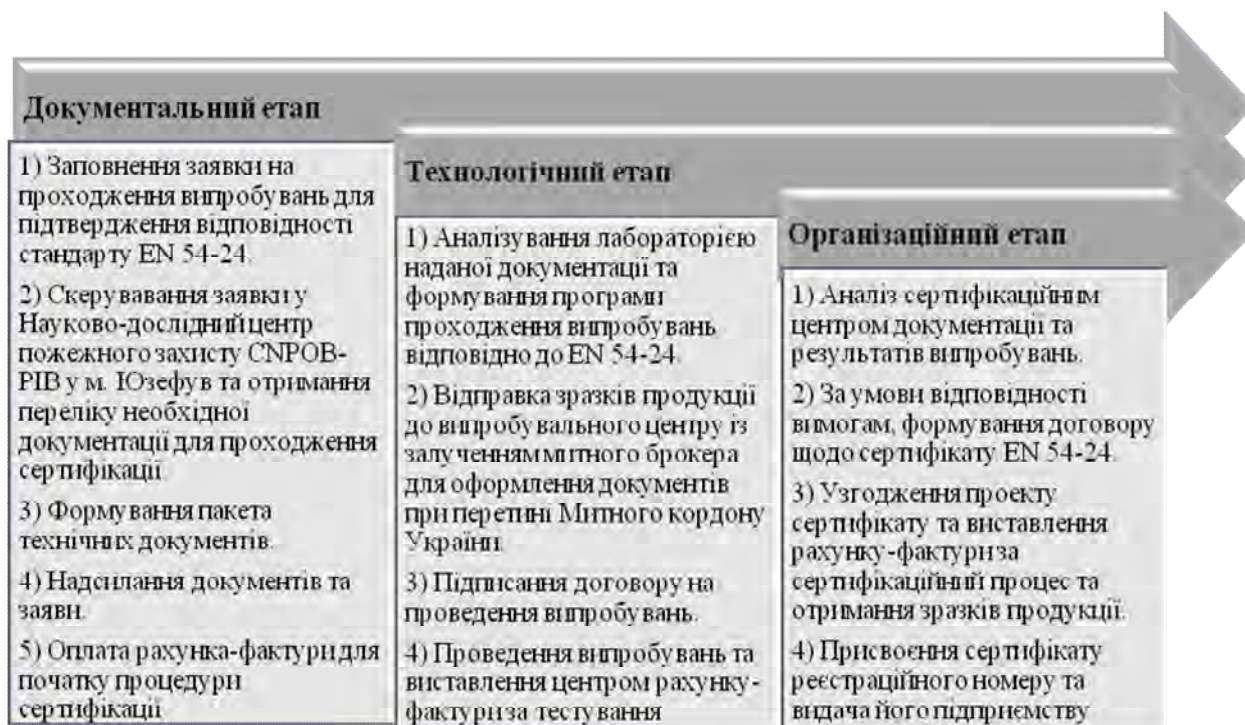 Документальний етап
1) Заповнення заявки на
проходження випробувань для
підтвердження відповідності
стандарту EN 54-24.
2) Скерувавання заявки у
Науково-дослідний центр
пожежного захисту CNPOB-
PIB у м. Юзефув та отримання
переліку необхідної
документації для проходження
сертифікації
3) Формування пакета
технічних документів.
4) Надсилання документів та
заяви.
5) Оплата рахунка-фактури для
початку процедури
сертифікації
Технологічний етап
1) Аналізування лабораторією
наданої документації та
формування програми
проходження випробувань
відповідно до EN 54-24.
2) Відправка зразків продукції
до випробувального центру із
залученням митного брокера
для оформлення документів
при перетині Митного кордону
України.
3) Підписання договору на
проведення випробувань.
4) Проведення випробувань та
виставлення центром рахунку-
фактури за тестування
Організаційний етап
1) Аналіз сертифікаційним
центром документації та
результатів випробувань.
2) За умови відповідності
вимогам, формування договору
щодо сертифікату EN 54-24.
3) Узгодження проекту
сертифікату та виставлення
рахунку-фактури за
сертифікаційний процес та
отримання зразків продукції.
4) Присвоєння сертифікату
реєстраційного номеру та
видача його підприємству